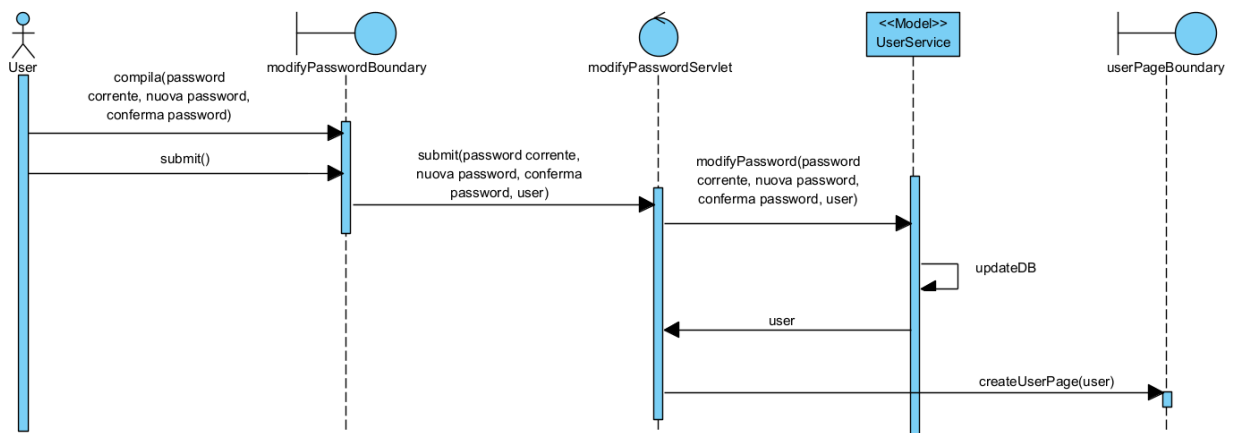 <<Model>>
UserService
User
modifyPasswordBoundary
modifyPasswordServlet
userPageBoundary
compila(password
corrente, nuova password,
conferma password)
submit()
submit(password corrente,
nuova password, conferma
password, user)
modifyPassword(password
corrente, nuova password,
conferma password, user)
updateDB
user
createUserPage(user)